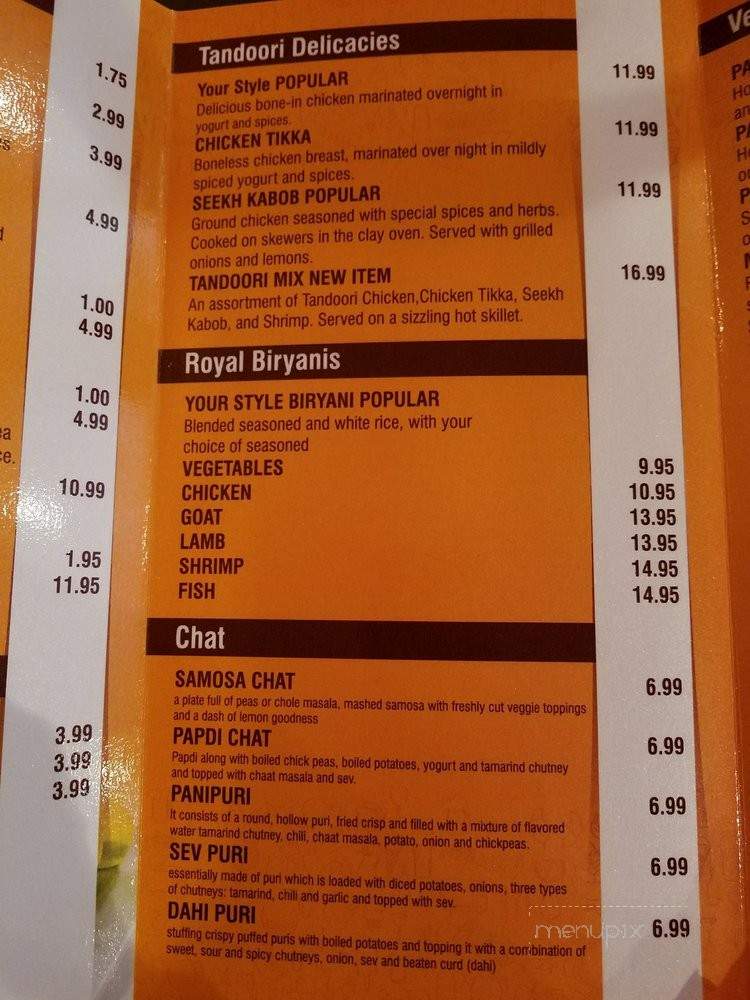 1.75
2.99
3.99
4.99
1.00
4.99
1.00
4.99
10.99
1.95
11.95
3.99
3.99
3.99
Tandoori Delicacies
Your Style POPULAR 11.99
Delicious bone-in chicken marinated overnight in
yogurt and spices.
CHICKEN TIKKA 11.99
Boneless chicken breast, marinated over night in mildly
spiced yogurt and spices.
SEEKH KABOB POPULAR 11.99
Ground chicken seasoned with special spices and herbs.
Cooked on skewers in the clay oven. Served with grilled
onions and lemons.
TANDOORI MIX NEW ITEM 16.99
An assortment of Tandoori Chicken,Chicken Tikka, Seekh
Kabob, and Shrimp. Served on a sizzling hot skillet.
Royal Biryanis
YOUR STYLE BIRYANI POPULAR
Blended seasoned and white rice, with your
choice of seasoned
VEGETABLES 9.95
CHICKEN 10.95
GOAT 13.95
LAMB 13.95
SHRIMP 14.95
FISH 14.95
Chat
SAMOSA CHAT 6.99
a plate full of peas or chole masala, mashed samosa with freshly cut veggie toppings
and a dash of lemon goodness
PAPDI CHAT 6.99
Papdi along with boiled chick peas, boiled potatoes, yogurt and tamarind chutney
and topped with chaat masala and sev.
PANIPURI 6.99
It consists of a round, hollow puri, fried crisp and filled with a mixture of flavored
water tamarind chutney, chili, chaat masala, potato, onion and chickpeas.
SEV PURI 6.99
essentially made of puri which is loaded with diced potatoes, onions, three types
of chutneys: tamarind, chili and garlic and topped with sev.
DAHI PURI 6.99
stuffing crispy puffed puris with boiled potatoes and topping it with a combination of
sweet, sour and spicy chutneys, onion, sev and beaten curd (dahi)
menupix